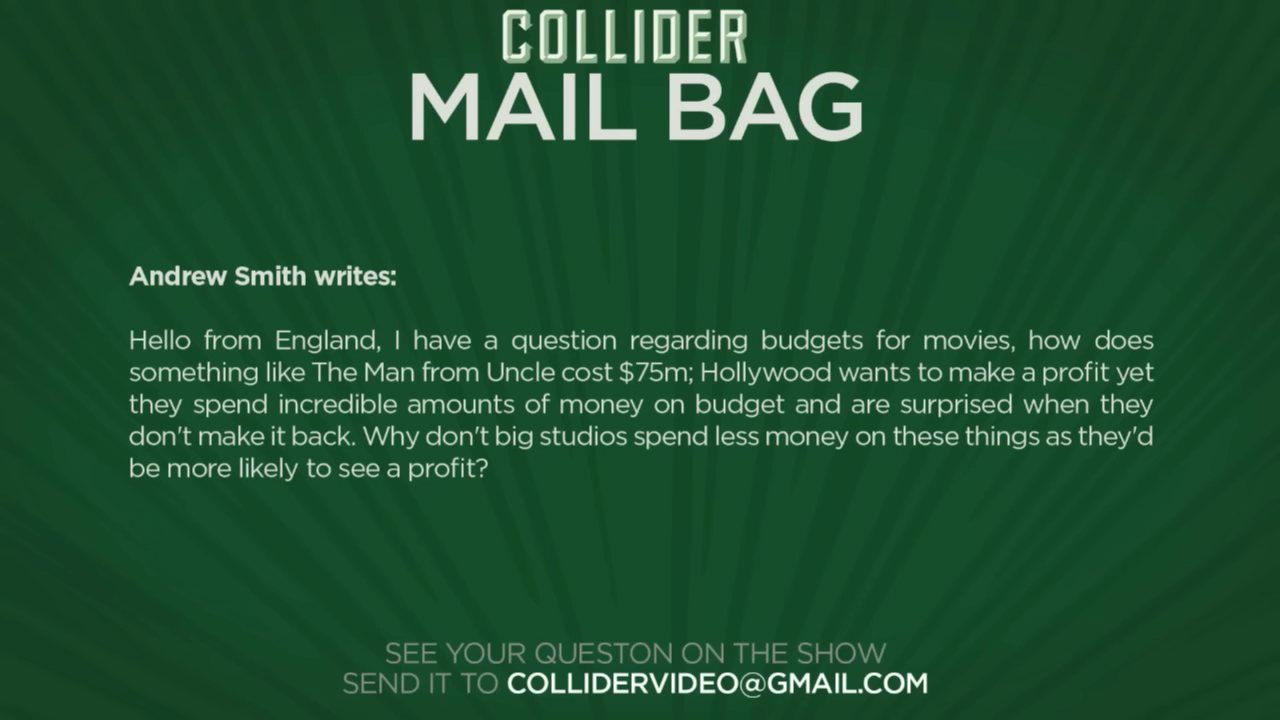 COLLIDER
MAIL BAG
Andrew Smith writes:
Hello from England, I have a question regarding budgets for movies, how does
something like The Man from Uncle cost $75m; Hollywood wants to make a profit yet
they spend incredible amounts of money on budget and are surprised when they
don't make it back. Why don't big studios spend less money on these things as they'd
be more likely to see a profit?
SEE YOUR QUESTON ON THE SHOW
SEND IT TO COLLIDERVIDEO@GMAIL.COM